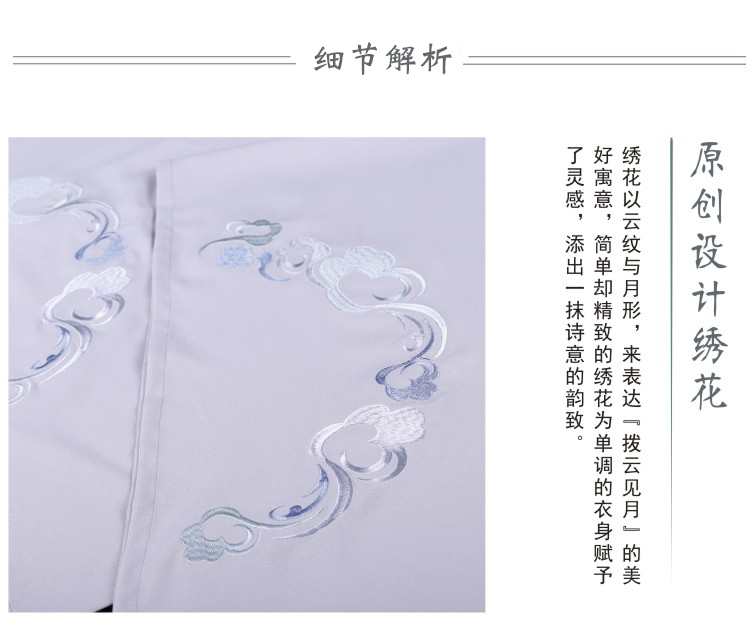 细节解析
原创设计绣花
绣花以云纹与月形，来表达『拨云见月』的美
好寓意，简单却精致的绣花为单调的衣身赋予
了灵感，添出一抹诗意的韵致。